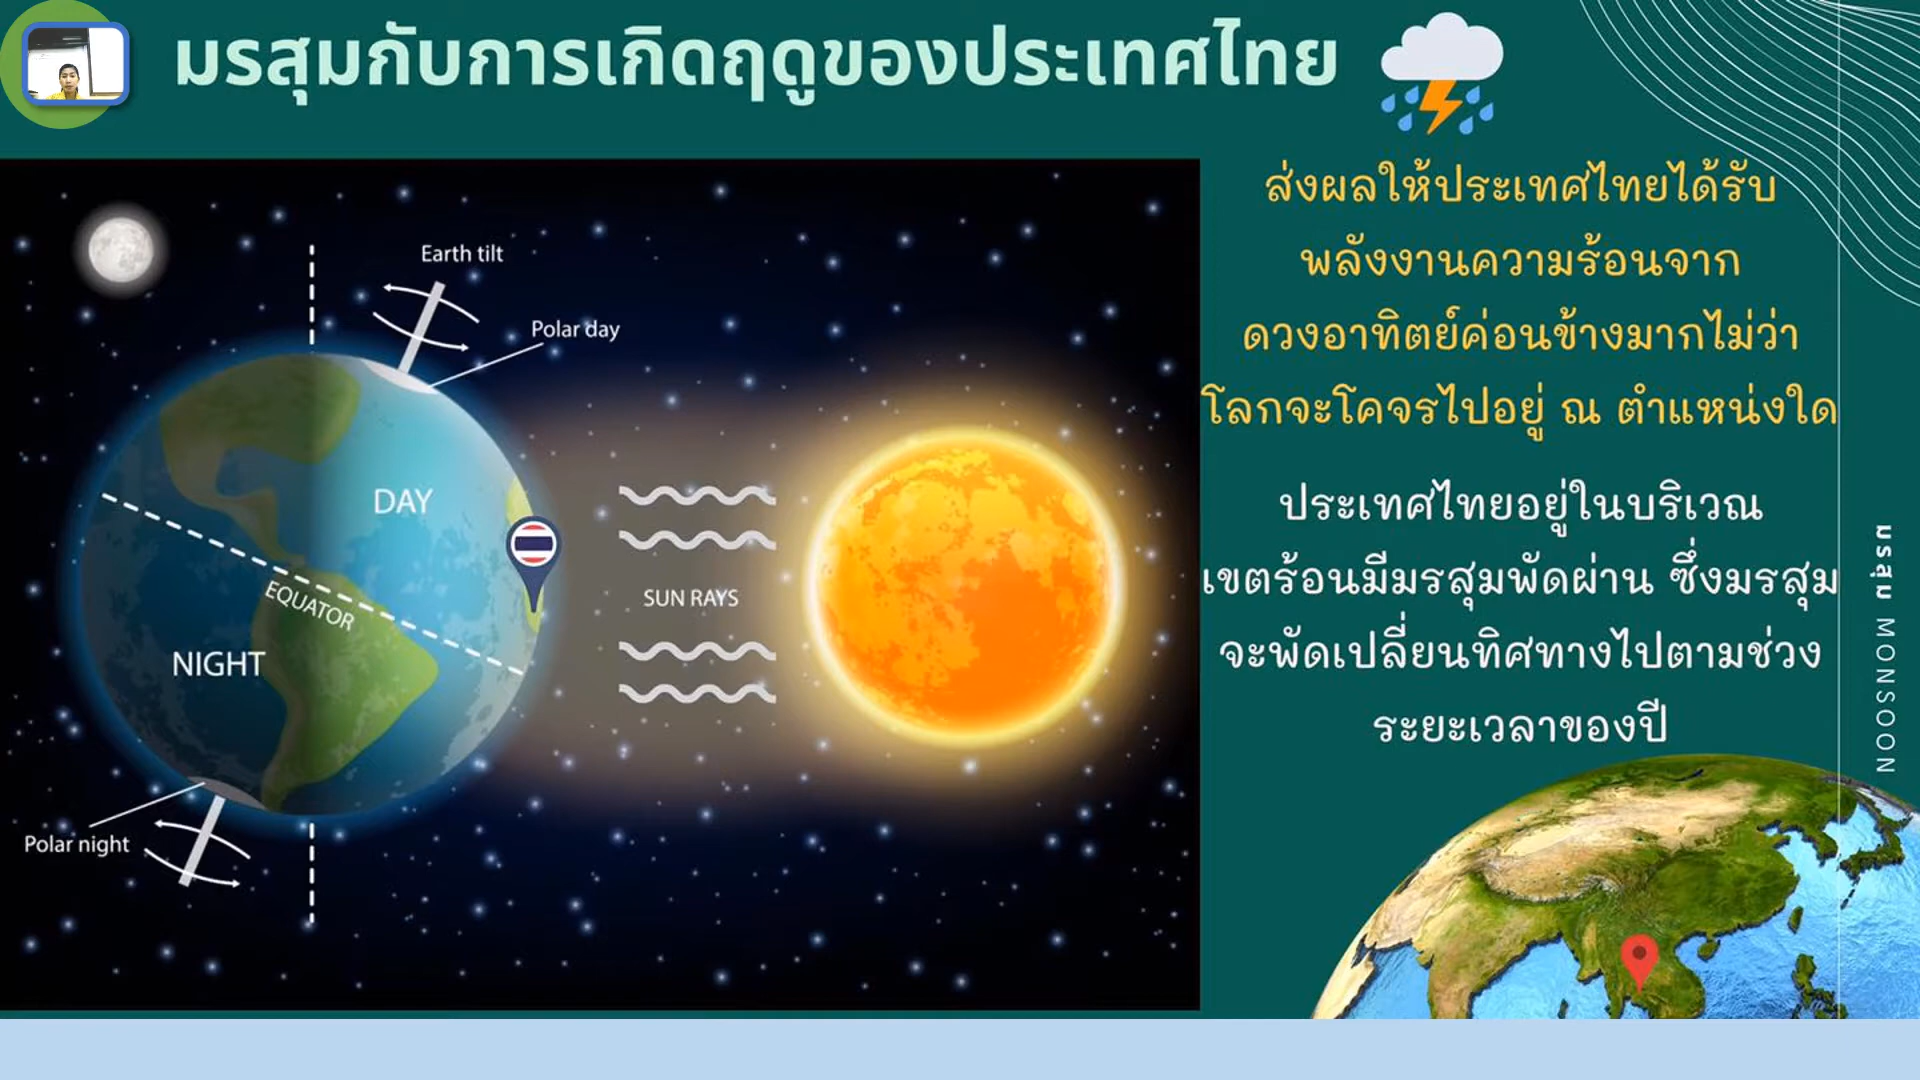 มรสุมกับการเกิดฤดูของประเทศไทย
Earth tilt
Polar day
DAY
EQUATOR
NIGHT
SUN RAYS
Polar night
ส่งผลให้ประเทศไทยได้รับ
พลังงานความร้อนจาก
ดวงอาทิตย์ค่อนข้างมากไม่ว่า
โลกจะโคจรไปอยู่ ณ ตำแหน่งใด
ประเทศไทยอยู่ในบริเวณ
เขตร้อนมีมรสุมพัดผ่าน ซึ่งมรสุม
จะพัดเปลี่ยนทิศทางไปตามช่วง
ระยะเวลาของปี
มรสุม MONSOON